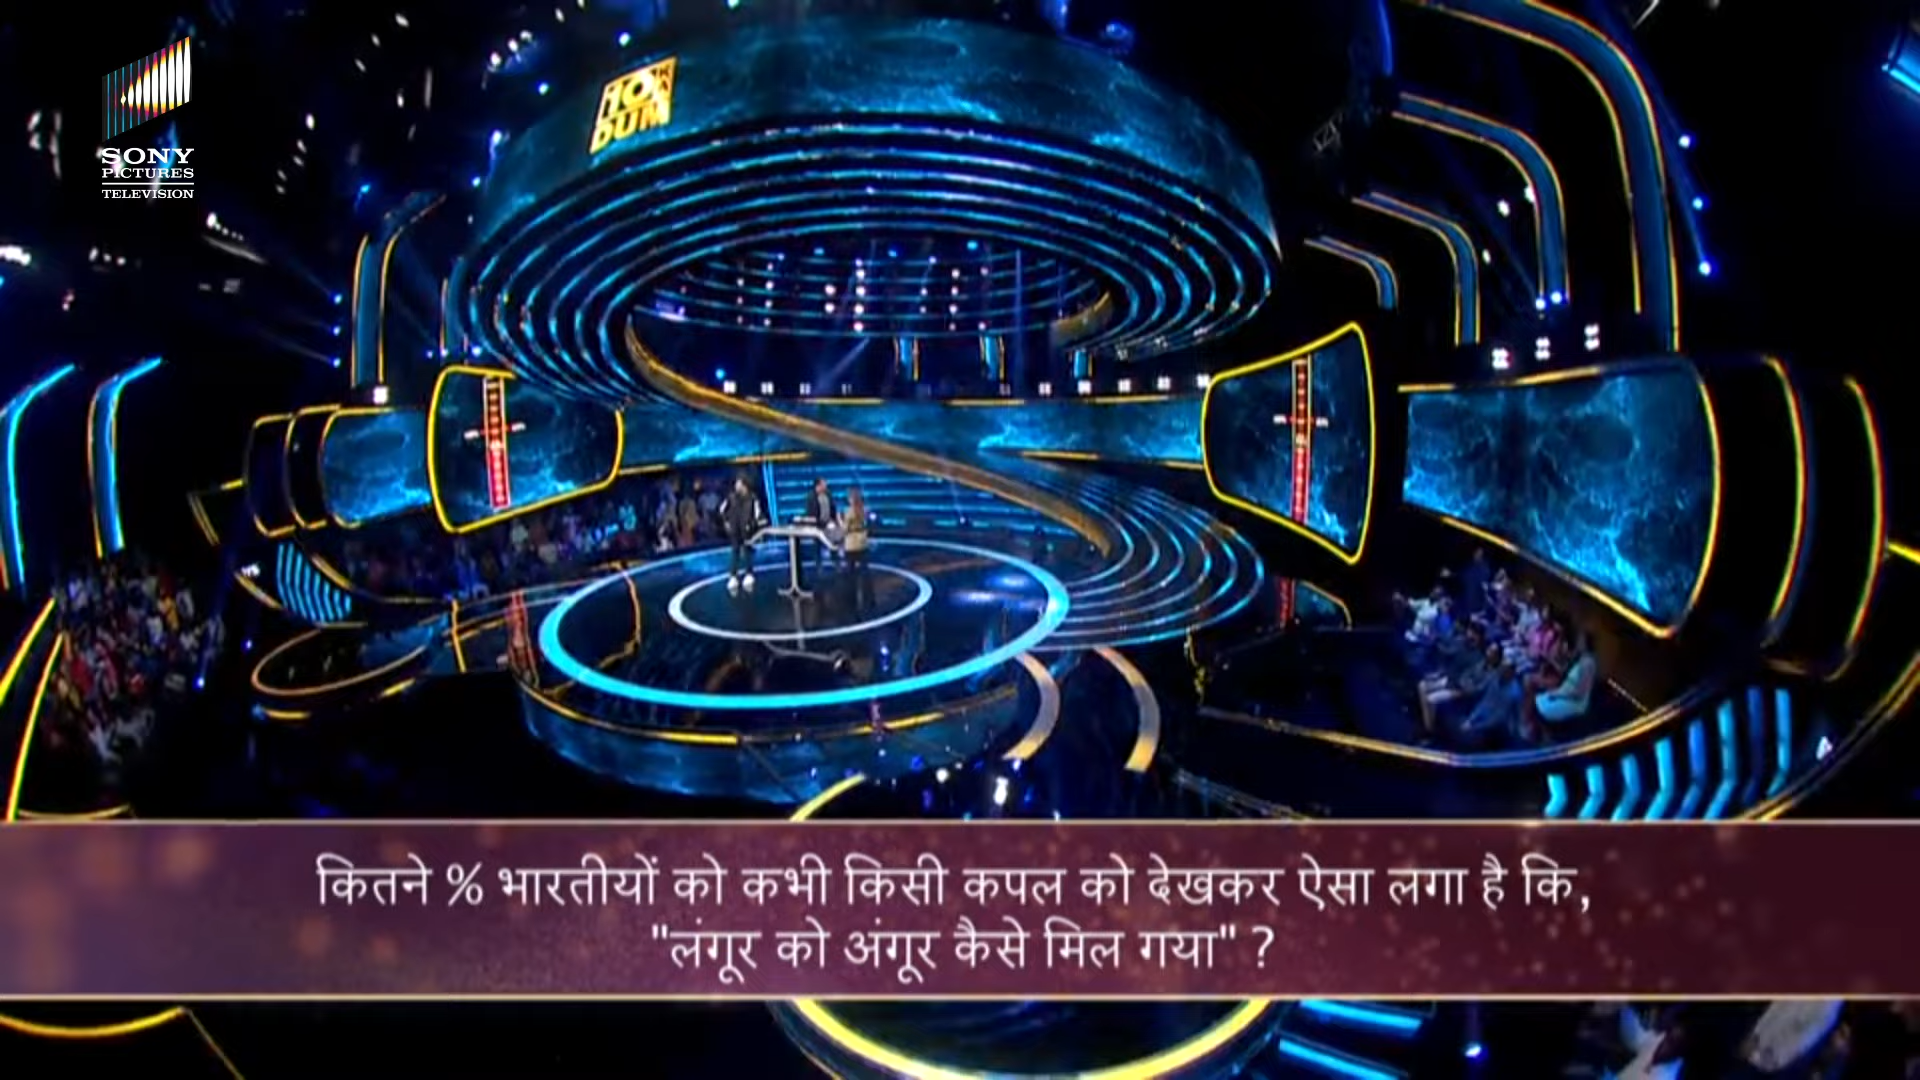 SONY
PICTURES
TELEVISION
10 KA
DUM
कितने % भारतीयों को कभी किसी कपल को देखकर ऐसा लगा है कि,
"लंगूर को अंगूर कैसे मिल गया" ?